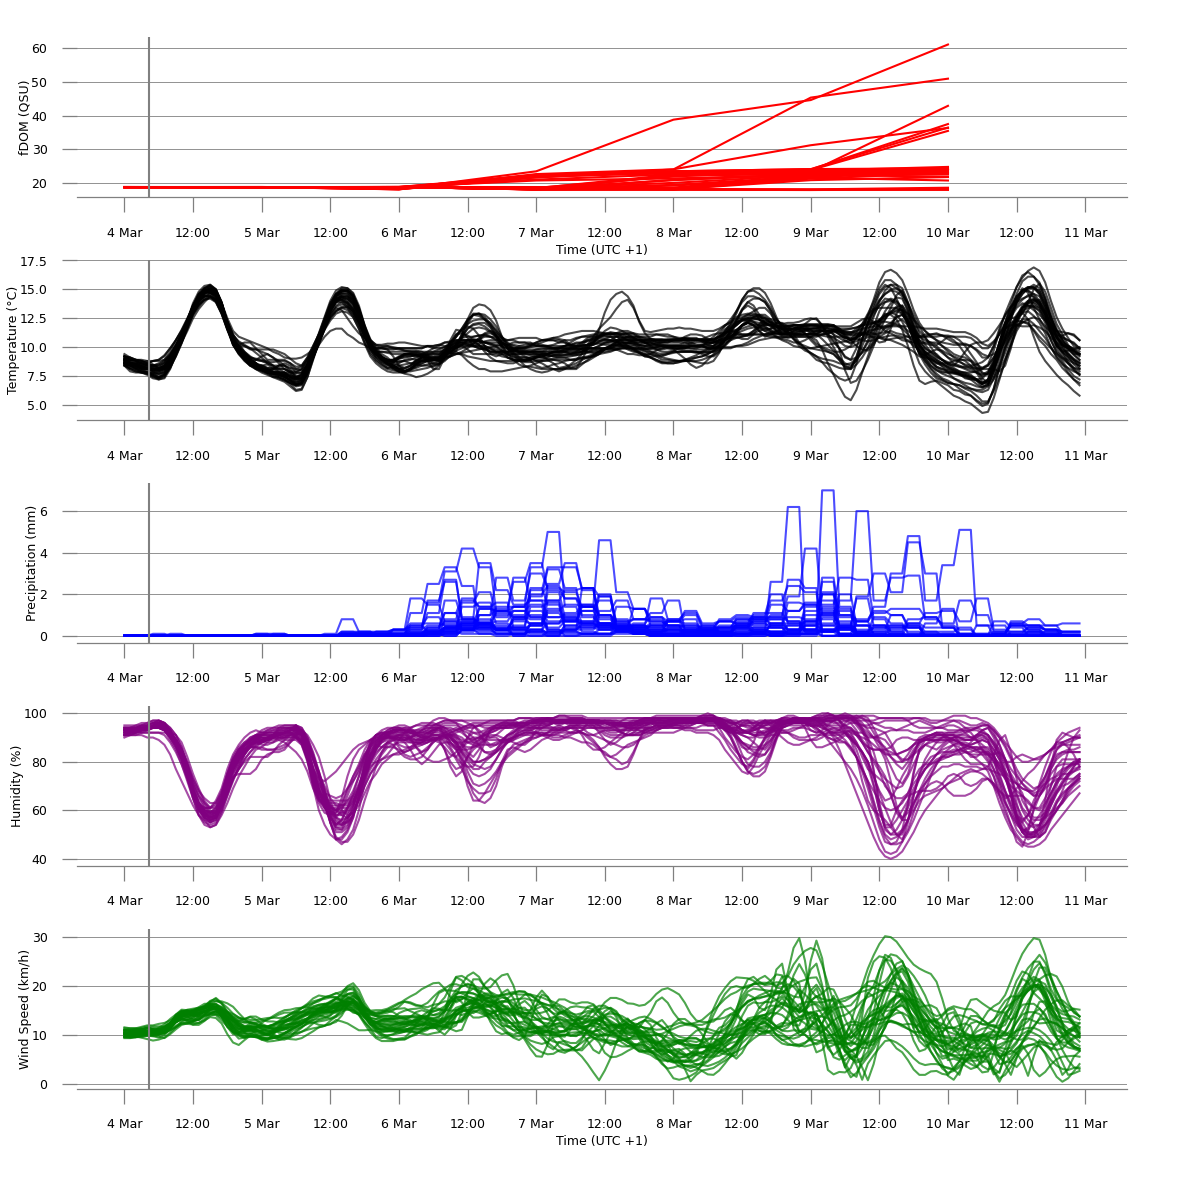 fDOM (QSU)
60
50
40
30
20
4 Mar 12:00 5 Mar 12:00 6 Mar 12:00 7 Mar 12:00 8 Mar 12:00 9 Mar 12:00 10 Mar 12:00 11 Mar
Time (UTC +1)
Temperature (°C)
17.5
15.0
12.5
10.0
7.5
5.0
4 Mar 12:00 5 Mar 12:00 6 Mar 12:00 7 Mar 12:00 8 Mar 12:00 9 Mar 12:00 10 Mar 12:00 11 Mar
Precipitation (mm)
6
4
2
0
4 Mar 12:00 5 Mar 12:00 6 Mar 12:00 7 Mar 12:00 8 Mar 12:00 9 Mar 12:00 10 Mar 12:00 11 Mar
Humidity (%)
100
80
60
40
4 Mar 12:00 5 Mar 12:00 6 Mar 12:00 7 Mar 12:00 8 Mar 12:00 9 Mar 12:00 10 Mar 12:00 11 Mar
Wind Speed (km/h)
30
20
10
0
4 Mar 12:00 5 Mar 12:00 6 Mar 12:00 7 Mar 12:00 8 Mar 12:00 9 Mar 12:00 10 Mar 12:00 11 Mar
Time (UTC +1)